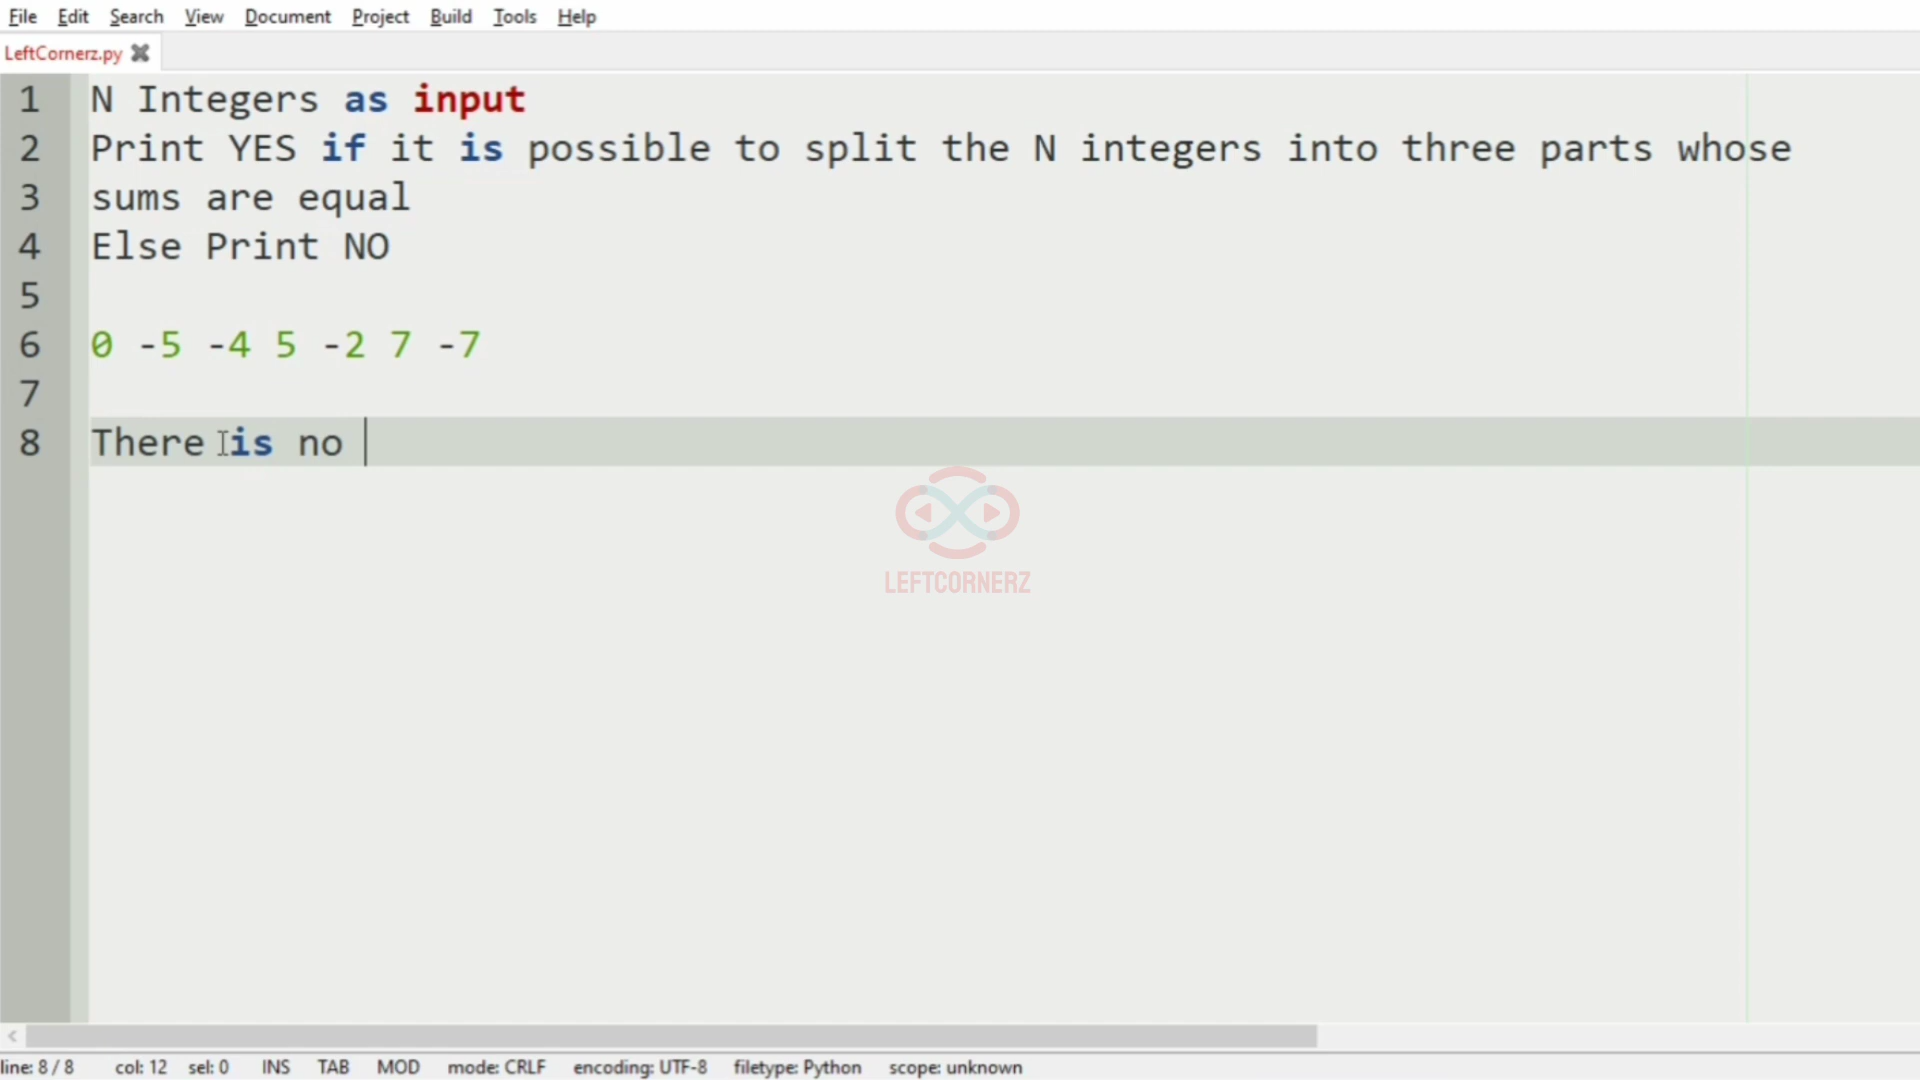 File Edit Search View Document Project Build Tools Help
LeftCornerz.py
1 N Integers as input
2 Print YES if it is possible to split the N integers into three parts whose
3 sums are equal
4 Else Print NO
5
6 0 -5 -4 5 -2 7 -7
7
8 There is no
LEFTCORNERZ
line: 8 / 8 col: 12 sel: 0 INS TAB MOD mode: CRLF encoding: UTF-8 filetype: Python scope: unknown